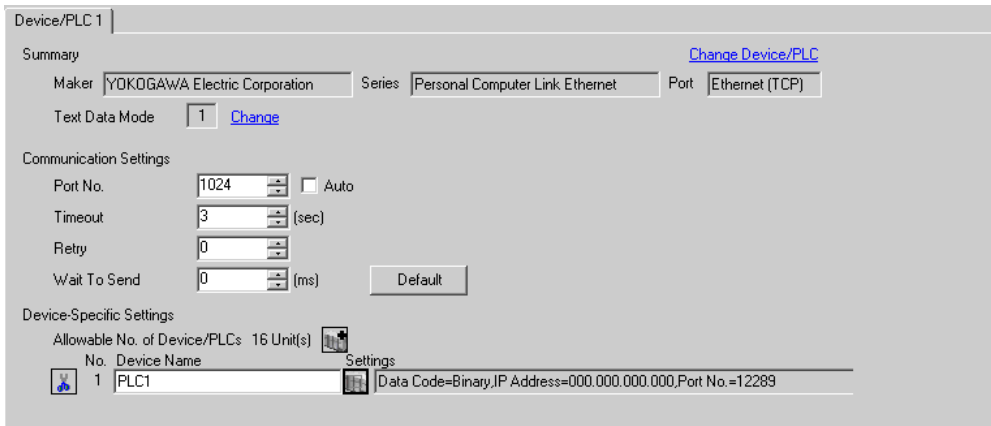 Device/PLC 1
Summary
Change Device/PLC
Maker YOKOGAWA Electric Corporation Series Personal Computer Link Ethernet Port Ethernet (TCP)
Text Data Mode 1 Change
Communication Settings
Port No. 1024 Auto
Timeout 3 (sec)
Retry 0
Wait To Send 0 (ms) Default
Device-Specific Settings
Allowable No. of Device/PLCs 16 Unit(s)
No. Device Name Settings
1 PLC1 Data Code=Binary,IP Address=000.000.000.000,Port No.=12289